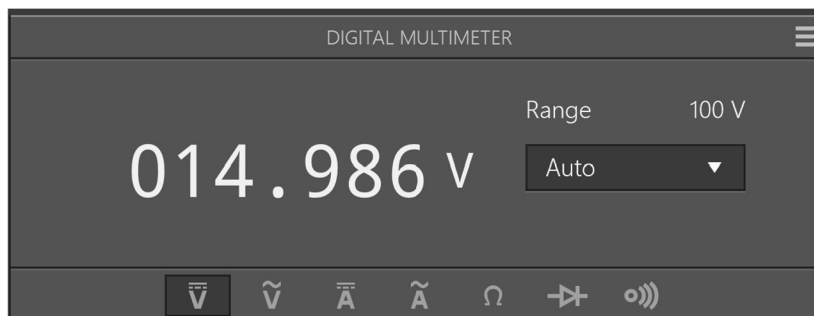 DIGITAL MULTIMETER
Range 100 V
014.986 V
Auto
V V A A Ω